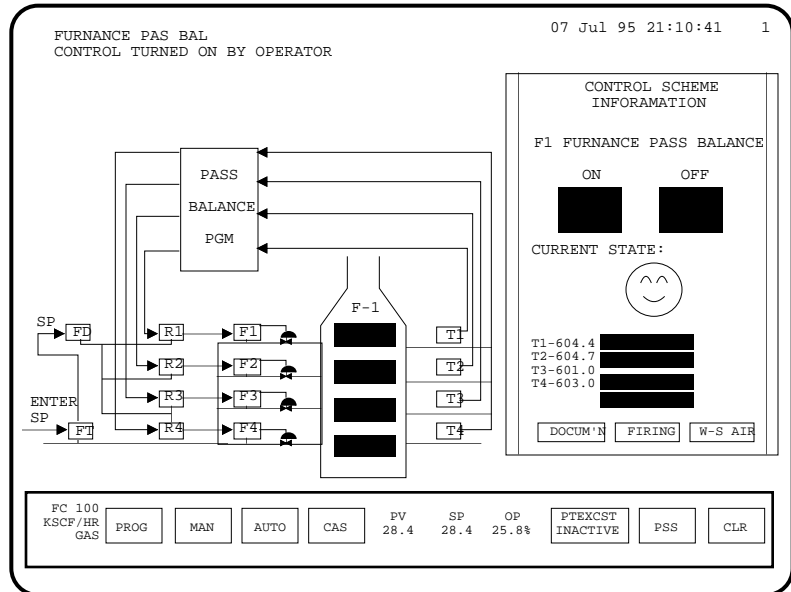 FURNANCE PAS BAL
CONTROL TURNED ON BY OPERATOR
07 Jul 95 21:10:41 1
CONTROL SCHEME
INFORAMATION
F1 FURNANCE PASS BALANCE
ON OFF
CURRENT STATE:
T1-604.4
T2-604.7
T3-601.0
T4-603.0
DOCUM'N FIRING W-S AIR
PASS
BALANCE
PGM
F-1
SP
FD R1 F1 T1
R2 F2 T2
ENTER
SP
R3 F3 T3
FT R4 F4 T4
FC 100
KSCF/HR
GAS
PROG MAN AUTO CAS
PV SP OP
28.4 28.4 25.8%
PTEXCST
INACTIVE
PSS CLR